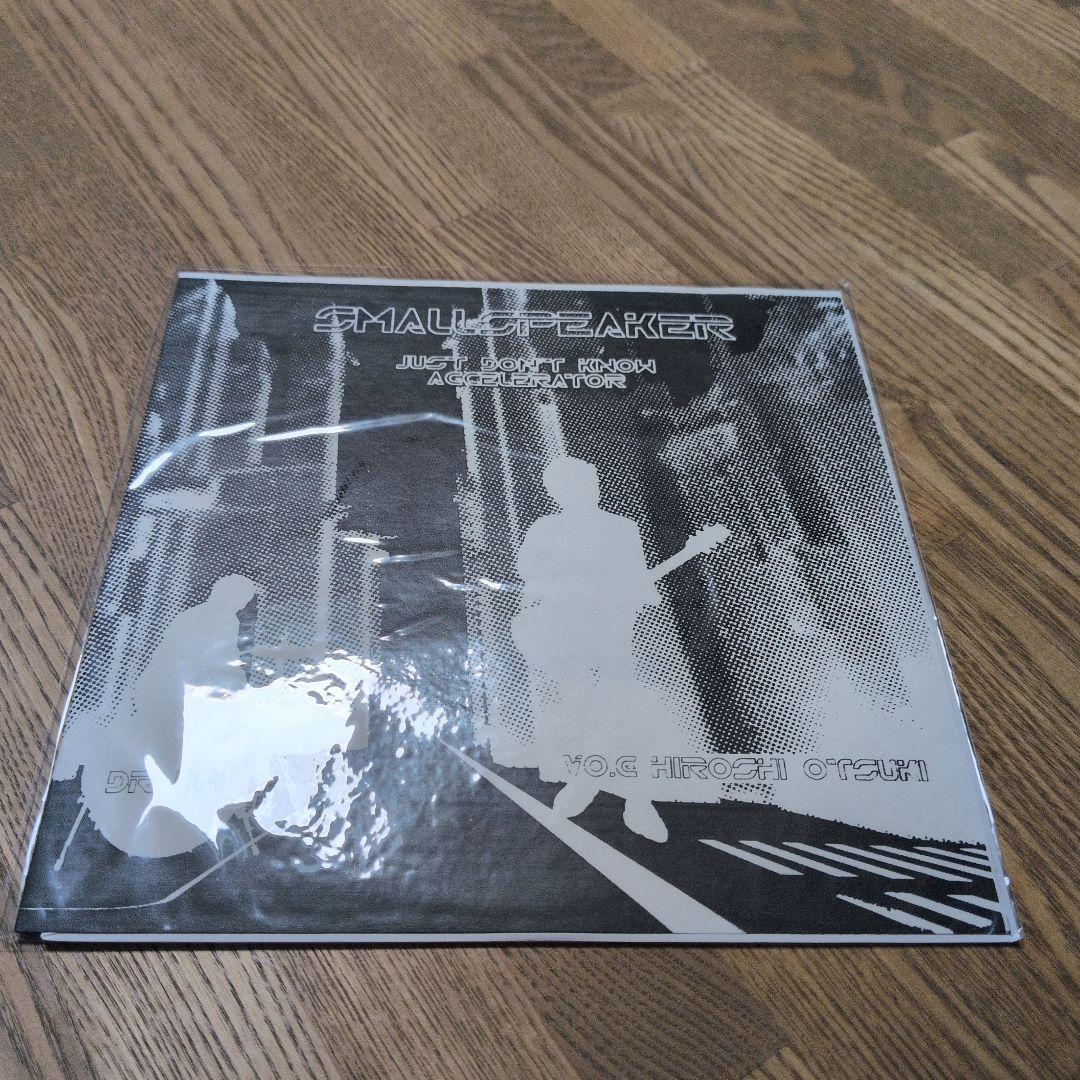 SMALLSPEAKER
JUST DON'T KNOW
ACCELERATOR
VO.G HIROSHI OTSUKI